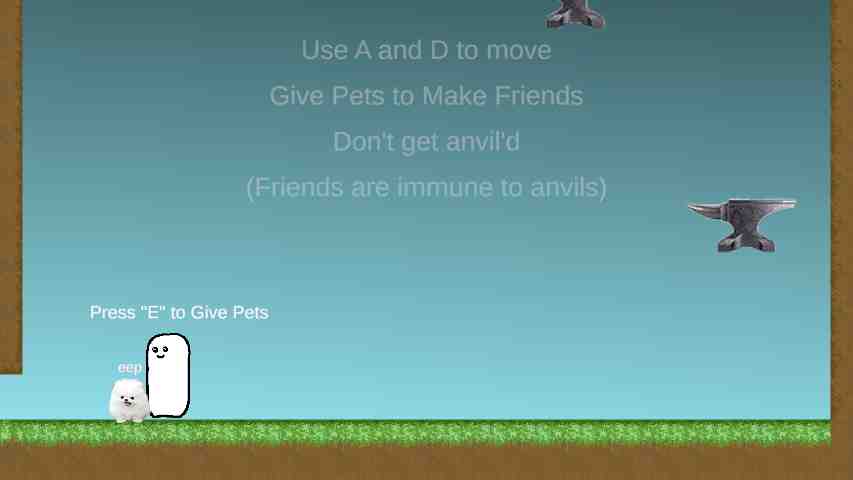 Use A and D to move
Give Pets to Make Friends
Don't get anvil'd
(Friends are immune to anvils)
Press "E" to Give Pets
eep